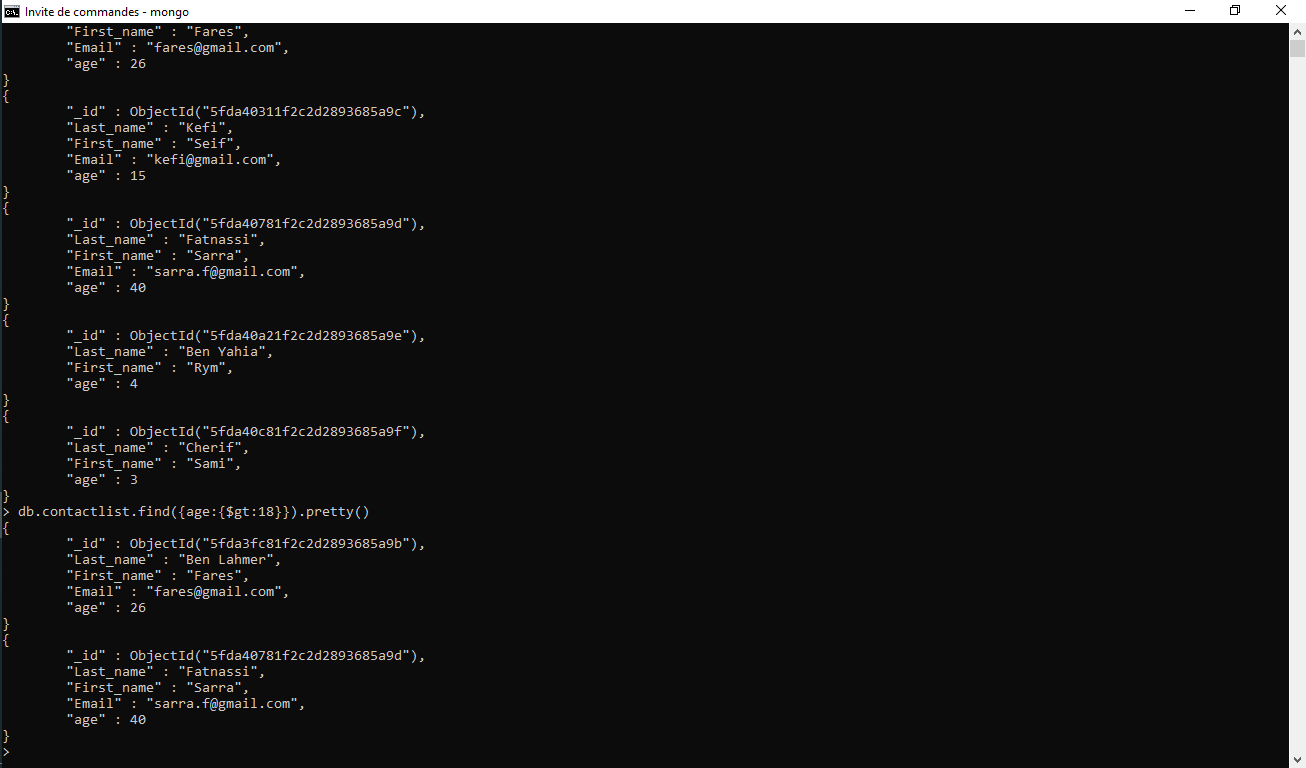 Invite de commandes - mongo
"First_name" : "Fares",
"Email" : "fares@gmail.com",
"age" : 26
}
{
"_id" : ObjectId("5fda40311f2c2d2893685a9c"),
"Last_name" : "Kefi",
"First_name" : "Seif",
"Email" : "kefi@gmail.com",
"age" : 15
}
{
"_id" : ObjectId("5fda40781f2c2d2893685a9d"),
"Last_name" : "Fatnassi",
"First_name" : "Sarra",
"Email" : "sarra.f@gmail.com",
"age" : 40
}
{
"_id" : ObjectId("5fda40a21f2c2d2893685a9e"),
"Last_name" : "Ben Yahia",
"First_name" : "Rym",
"age" : 4
}
{
"_id" : ObjectId("5fda40c81f2c2d2893685a9f"),
"Last_name" : "Cherif",
"First_name" : "Sami",
"age" : 3
}
> db.contactlist.find({age:{$gt:18}}).pretty()
{
"_id" : ObjectId("5fda3fc81f2c2d2893685a9b"),
"Last_name" : "Ben Lahmer",
"First_name" : "Fares",
"Email" : "fares@gmail.com",
"age" : 26
}
{
"_id" : ObjectId("5fda40781f2c2d2893685a9d"),
"Last_name" : "Fatnassi",
"First_name" : "Sarra",
"Email" : "sarra.f@gmail.com",
"age" : 40
}
>